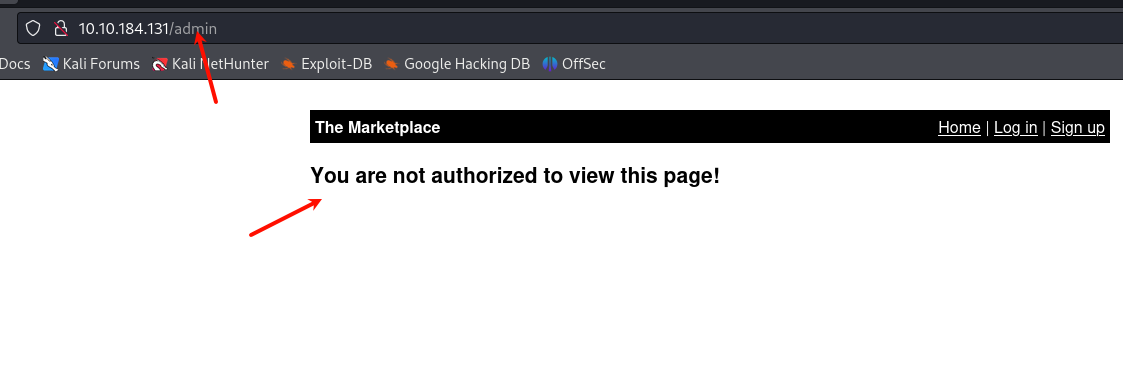 10.10.184.131/admin
Docs Kali Forums Kali NetHunter Exploit-DB Google Hacking DB OffSec
The Marketplace Home | Log in | Sign up
You are not authorized to view this page!